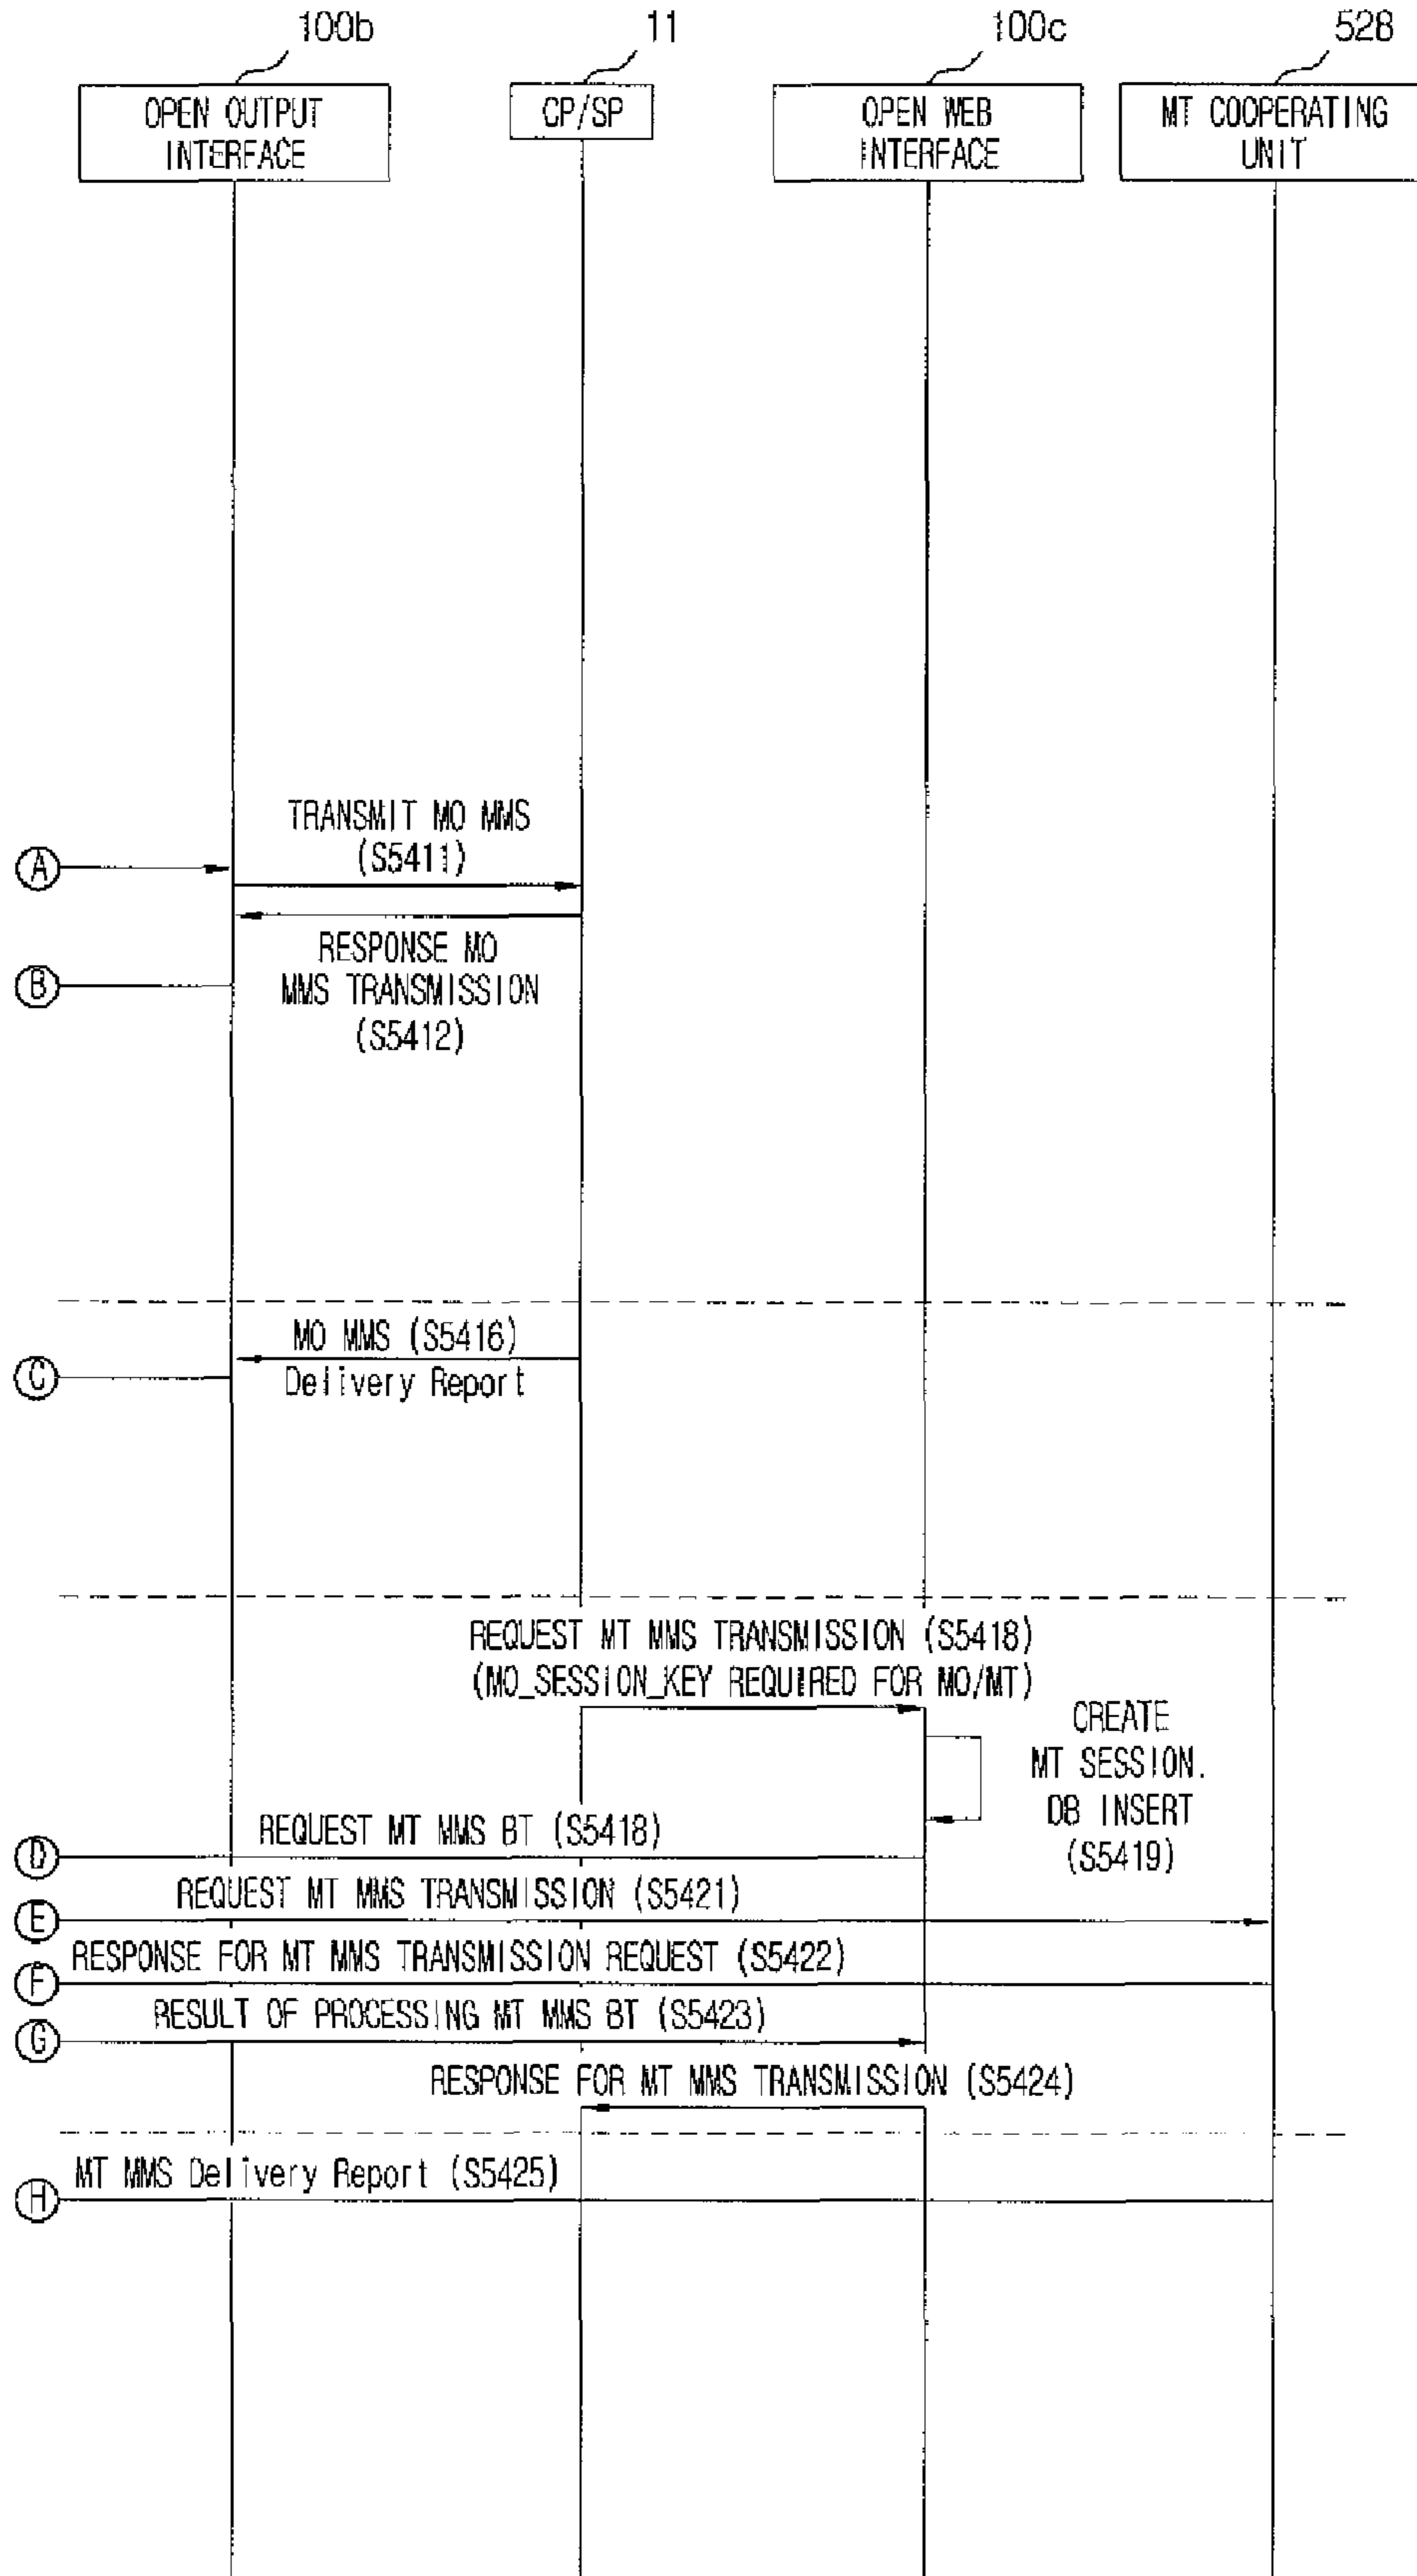 100b
11
100c
528
OPEN OUTPUT
INTERFACE
CP/SP
OPEN WEB
INTERFACE
MT COOPERATING
UNIT
TRANSMIT MO MMS
(S5411)
A
RESPONSE MO
MMS TRANSMISSION
(S5412)
B
MO MMS (S5416)
Delivery Report
C
REQUEST MT MMS TRANSMISSION (S5418)
(MO_SESSION_KEY REQUIRED FOR MO/MT)
CREATE
MT SESSION.
DB INSERT
(S5419)
REQUEST MT MMS BT (S5418)
D
REQUEST MT MMS TRANSMISSION (S5421)
E
RESPONSE FOR MT MMS TRANSMISSION REQUEST (S5422)
F
RESULT OF PROCESSING MT MMS BT (S5423)
G
RESPONSE FOR MT MMS TRANSMISSION (S5424)
MT MMS Delivery Report (S5425)
H